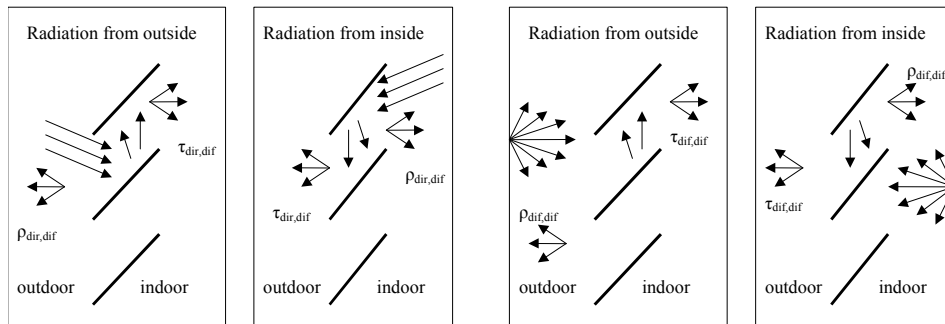 Radiation from outside
τdir,dif
ρdir,dif
outdoor indoor
Radiation from inside
τdir,dif
ρdir,dif
outdoor indoor
Radiation from outside
τdif,dif
ρdif,dif
outdoor indoor
Radiation from inside
ρdif,dif
τdif,dif
outdoor indoor